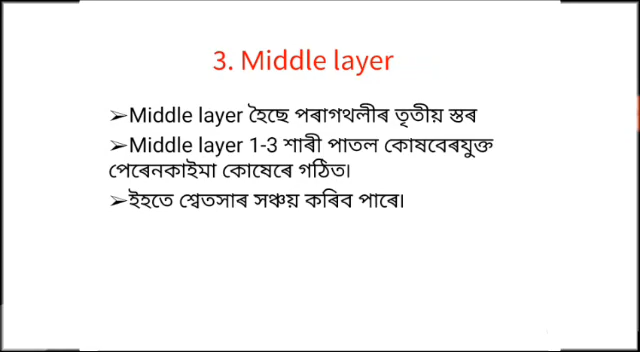 3. Middle layer
➢Middle layer হৈছে পৰাগথলীৰ তৃতীয় স্তৰ
➢Middle layer 1-3 শাৰী পাতল কোষবেৰযুক্ত
পেৰেনকাইমা কোষেৰে গঠিত।
➢ইহতে শ্বেতসাৰ সঞ্চয় কৰিব পাৰে।